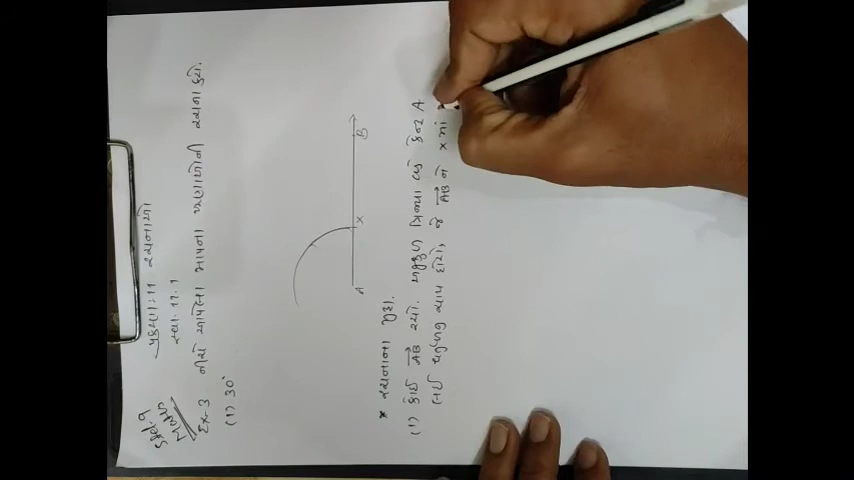 ધોરણ.9
ગણિત
પ્રકરણ:11 રચનાઓ
સ્વા. 11.1
Ex-3 નીચે આપેલા માપના ખૂણાઓની રચના કરો.
(1) 30°
A X B
* રચનાના મુદ્દા.
(1) કોઈ AB રચો. અનુકૂળ ત્રિજ્યા લઈ કેન્દ્ર A
લઈ વર્તુળનું ચાપ દોરો, જે AB ને X માં